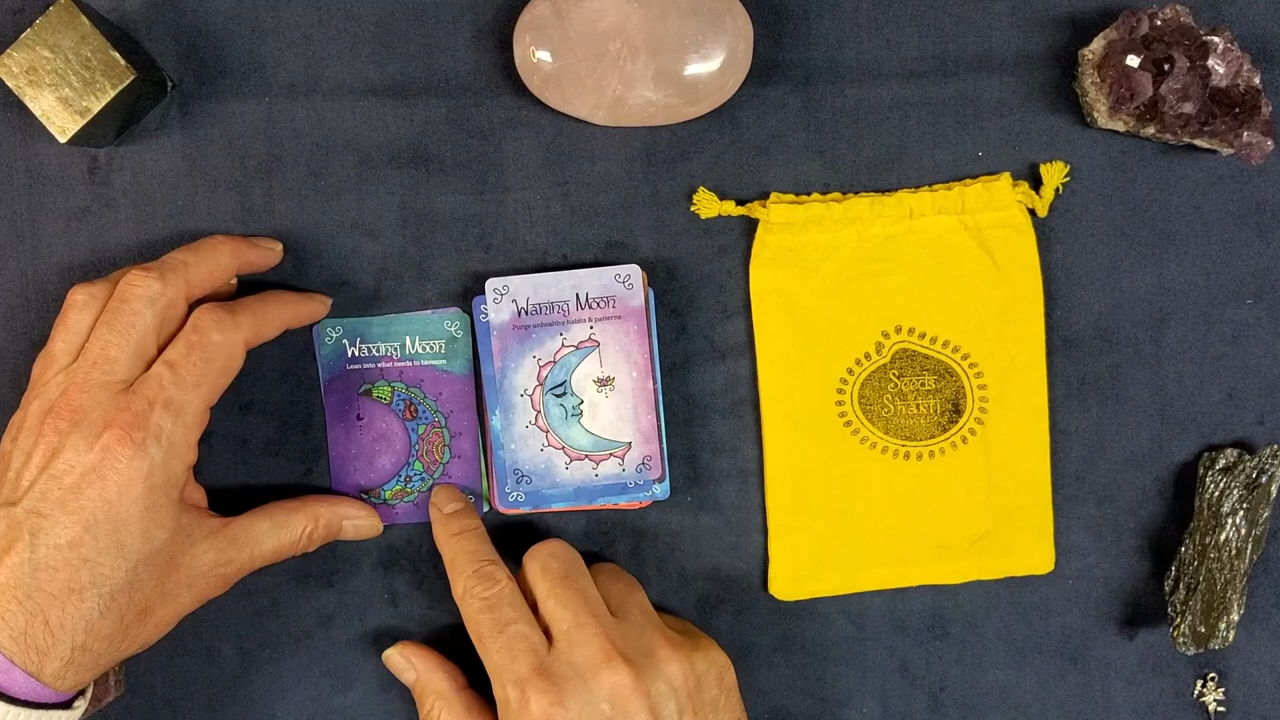 Waxing Moon
Lean into what needs to blossom
Waning Moon
Purge unhealthy habits & patterns
Seeds
Shakti